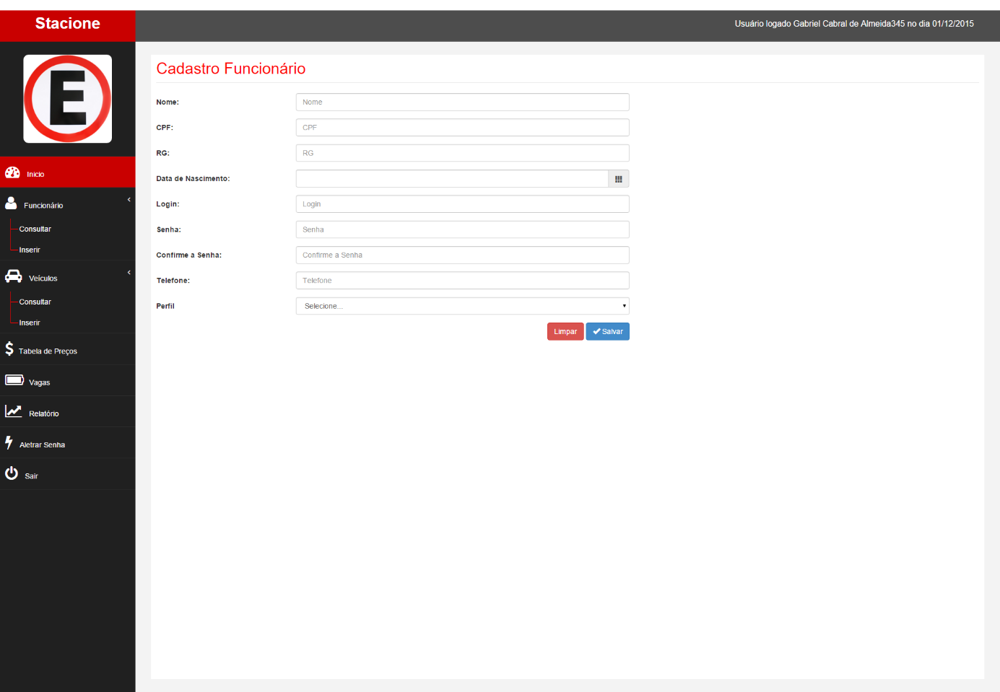 Stacione
Usuário logado Gabriel Cabral de Almeida345 no dia 01/12/2015
E
Inicio
Funcionário
Consultar
Inserir
Veículos
Consultar
Inserir
$ Tabela de Preços
Vagas
Relatório
Aletrar Senha
Sair
Cadastro Funcionário
Nome: Nome
CPF: CPF
RG: RG
Data de Nascimento:
Login: Login
Senha: Senha
Confirme a Senha: Confirme a Senha
Telefone: Telefone
Perfil Selecione...
Limpar Salvar